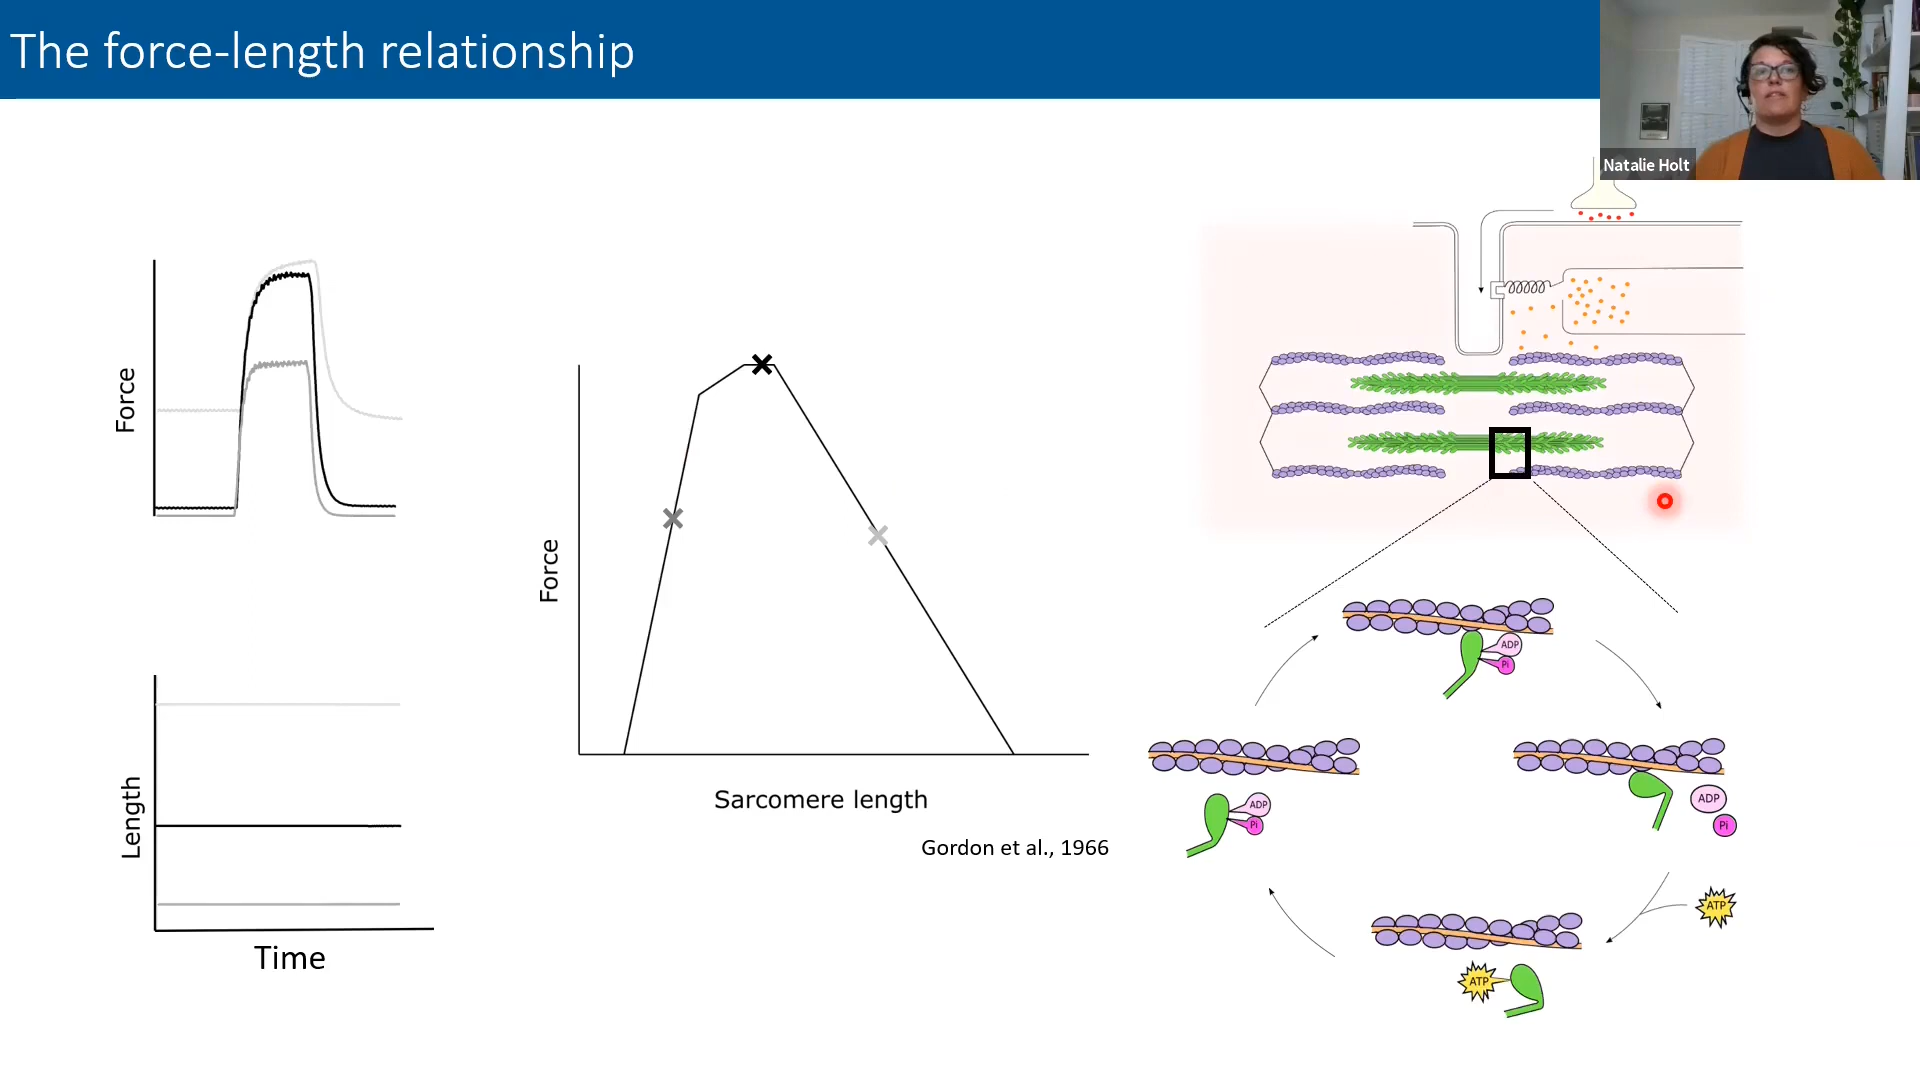 The force-length relationship
Natalie Holt
Force
Length
Time
Force
Sarcomere length
Gordon et al., 1966
ADP
Pi
ADP
Pi
ADP
Pi
ATP
ATP